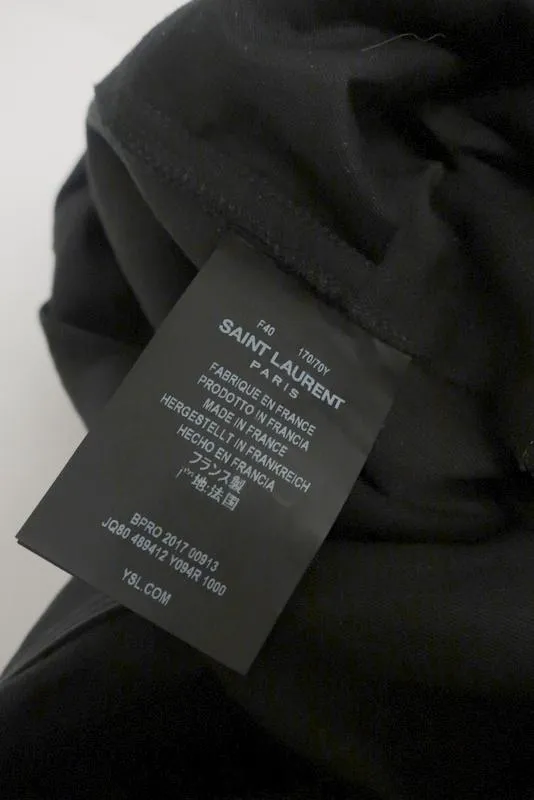 F40 170/70Y
SAINT LAURENT
PARIS
FABRIQUE EN FRANCE
PRODOTTO IN FRANCIA
MADE IN FRANCE
HERGESTELLT IN FRANKREICH
HECHO EN FRANCIA
フランス製
地:法国
BPRO 2017 00913
JQ80 489412 Y094R 1000
YSL.COM